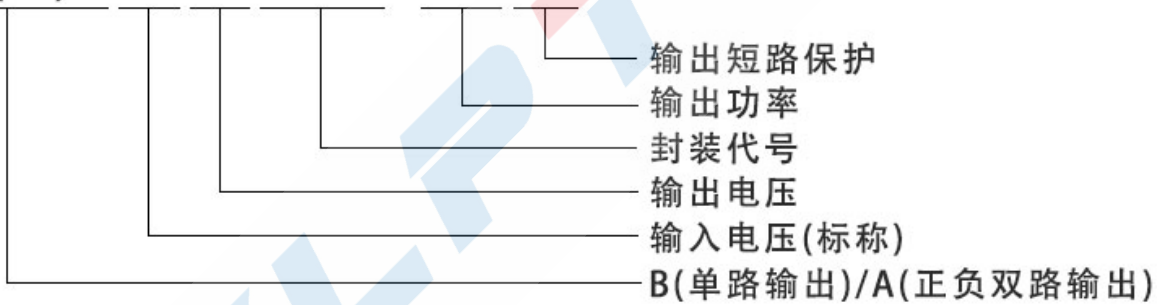 输出短路保护
输出功率
封装代号
输出电压
输入电压(标称)
B(单路输出)/A(正负双路输出)